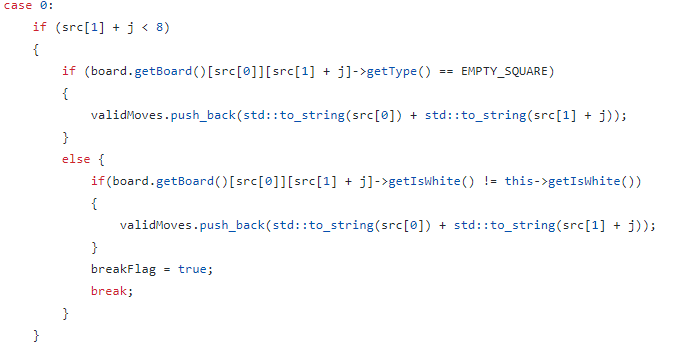 case 0:
    if (src[1] + j < 8)
    {
        if (board.getBoard()[src[0]][src[1] + j]->getType() == EMPTY_SQUARE)
        {
            validMoves.push_back(std::to_string(src[0]) + std::to_string(src[1] + j));
        }
        else {
            if(board.getBoard()[src[0]][src[1] + j]->getIsWhite() != this->getIsWhite())
            {
                validMoves.push_back(std::to_string(src[0]) + std::to_string(src[1] + j));
            }
            breakFlag = true;
            break;
        }
    }